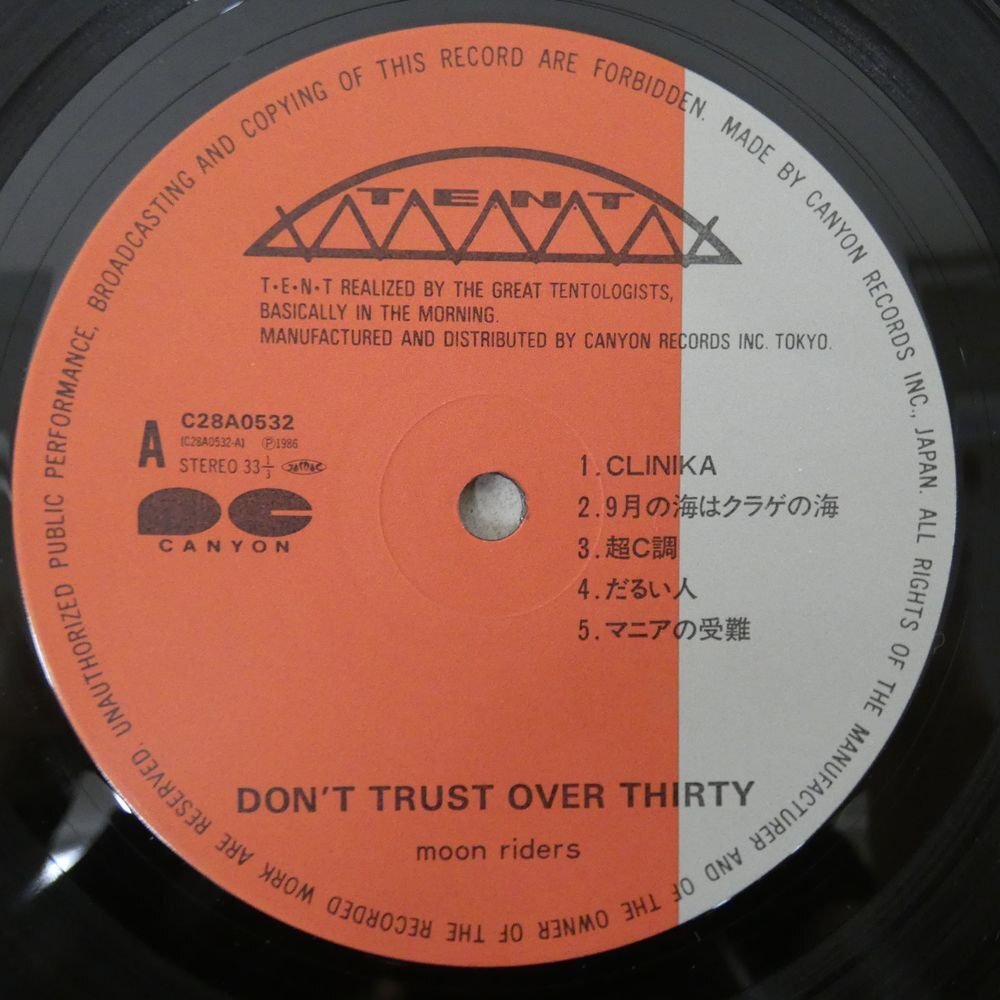 UNAUTHORIZED PUBLIC PERFORMANCE, BROADCASTING AND COPYING OF THIS RECORD ARE FORBIDDEN. MADE BY CANYON RECORDS INC., JAPAN. ALL RIGHTS OF THE MANUFACTURER AND OF THE OWNER OF THE RECORDED WORK ARE RESERVED.
TENT
T•E•N•T REALIZED BY THE GREAT TENTOLOGISTS,
BASICALLY IN THE MORNING.
MANUFACTURED AND DISTRIBUTED BY CANYON RECORDS INC. TOKYO.
A
C28A0532
(C28A0532-A) ℗1986
STEREO 33⅓ JASRAC
CANYON
1.CLINIKA
2.9月の海はクラゲの海
3.超C調
4.だるい人
5.マニアの受難
DON'T TRUST OVER THIRTY
moon riders